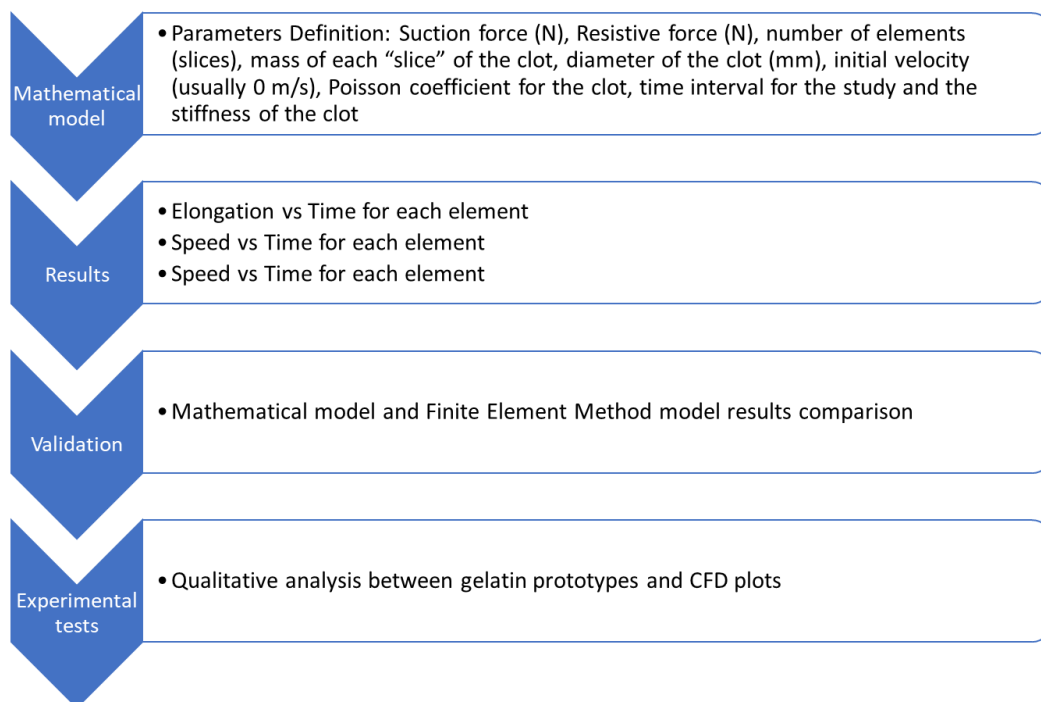 Mathematical
model
• Parameters Definition: Suction force (N), Resistive force (N), number of elements
(slices), mass of each “slice” of the clot, diameter of the clot (mm), initial velocity
(usually 0 m/s), Poisson coefficient for the clot, time interval for the study and the
stiffness of the clot
Results
• Elongation vs Time for each element
• Speed vs Time for each element
• Speed vs Time for each element
Validation
• Mathematical model and Finite Element Method model results comparison
Experimental
tests
• Qualitative analysis between gelatin prototypes and CFD plots